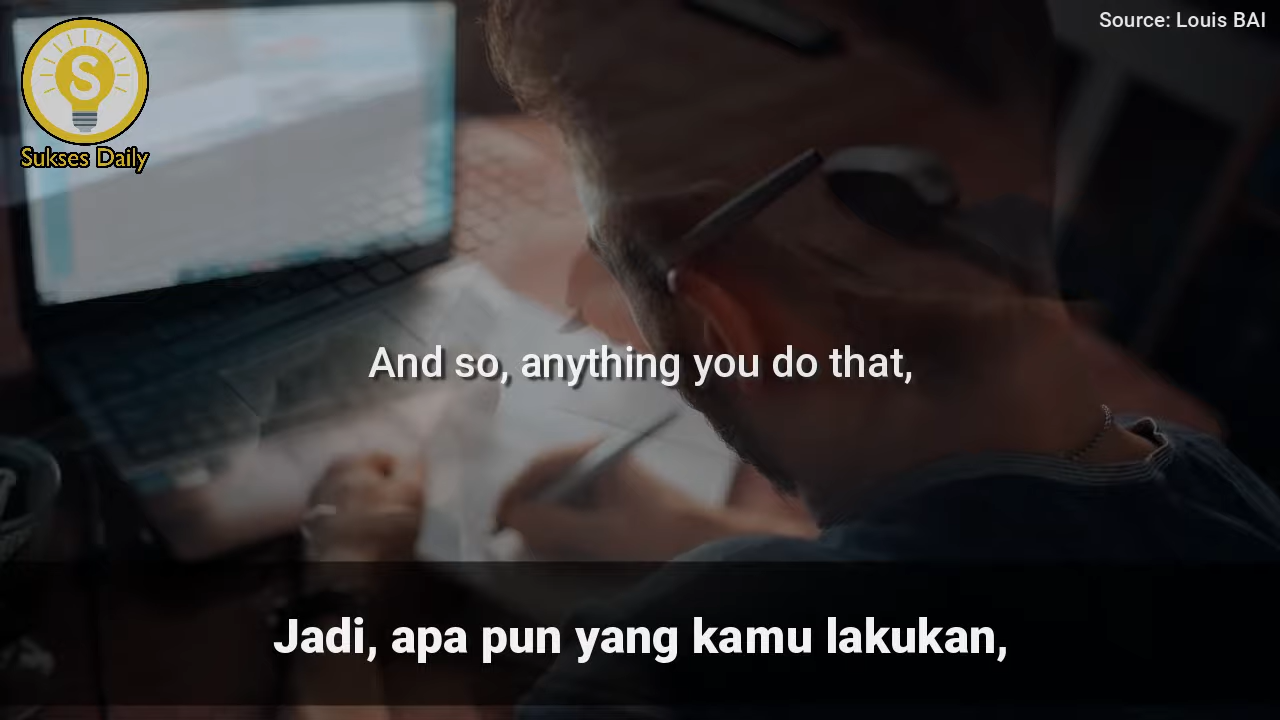 Source: Louis BAI
S
Sukses Daily
And so, anything you do that,
Jadi, apa pun yang kamu lakukan,